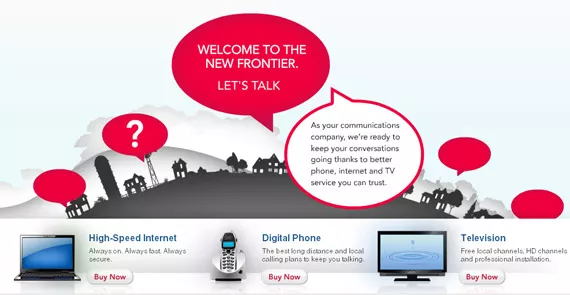 WELCOME TO THE
NEW FRONTIER.
LET'S TALK
?
As your communications
company, we're ready to
keep your conversations
going thanks to better
phone, internet and TV
service you can trust.
High-Speed Internet
Always on. Always fast. Always
secure.
Buy Now
Digital Phone
The best long distance and local
calling plans to keep you talking.
Buy Now
Television
Free local channels, HD channels
and professional installation.
Buy Now